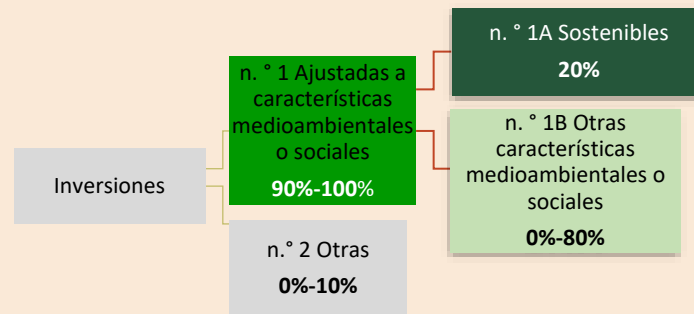 Inversiones
n. ° 1 Ajustadas a
características
medioambientales
o sociales
90%-100%
n.° 2 Otras
0%-10%
n. ° 1A Sostenibles
20%
n. ° 1B Otras
características
medioambientales o
sociales
0%-80%